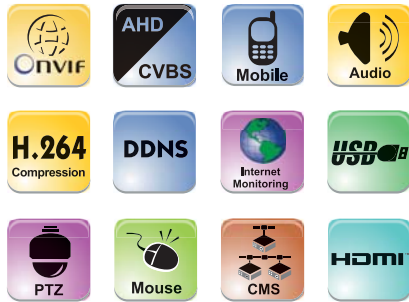 ONVIF
AHD
CVBS
Mobile
Audio
H.264
Compression
DDNS
Internet
Monitoring
USB
PTZ
Mouse
CMS
HDMI